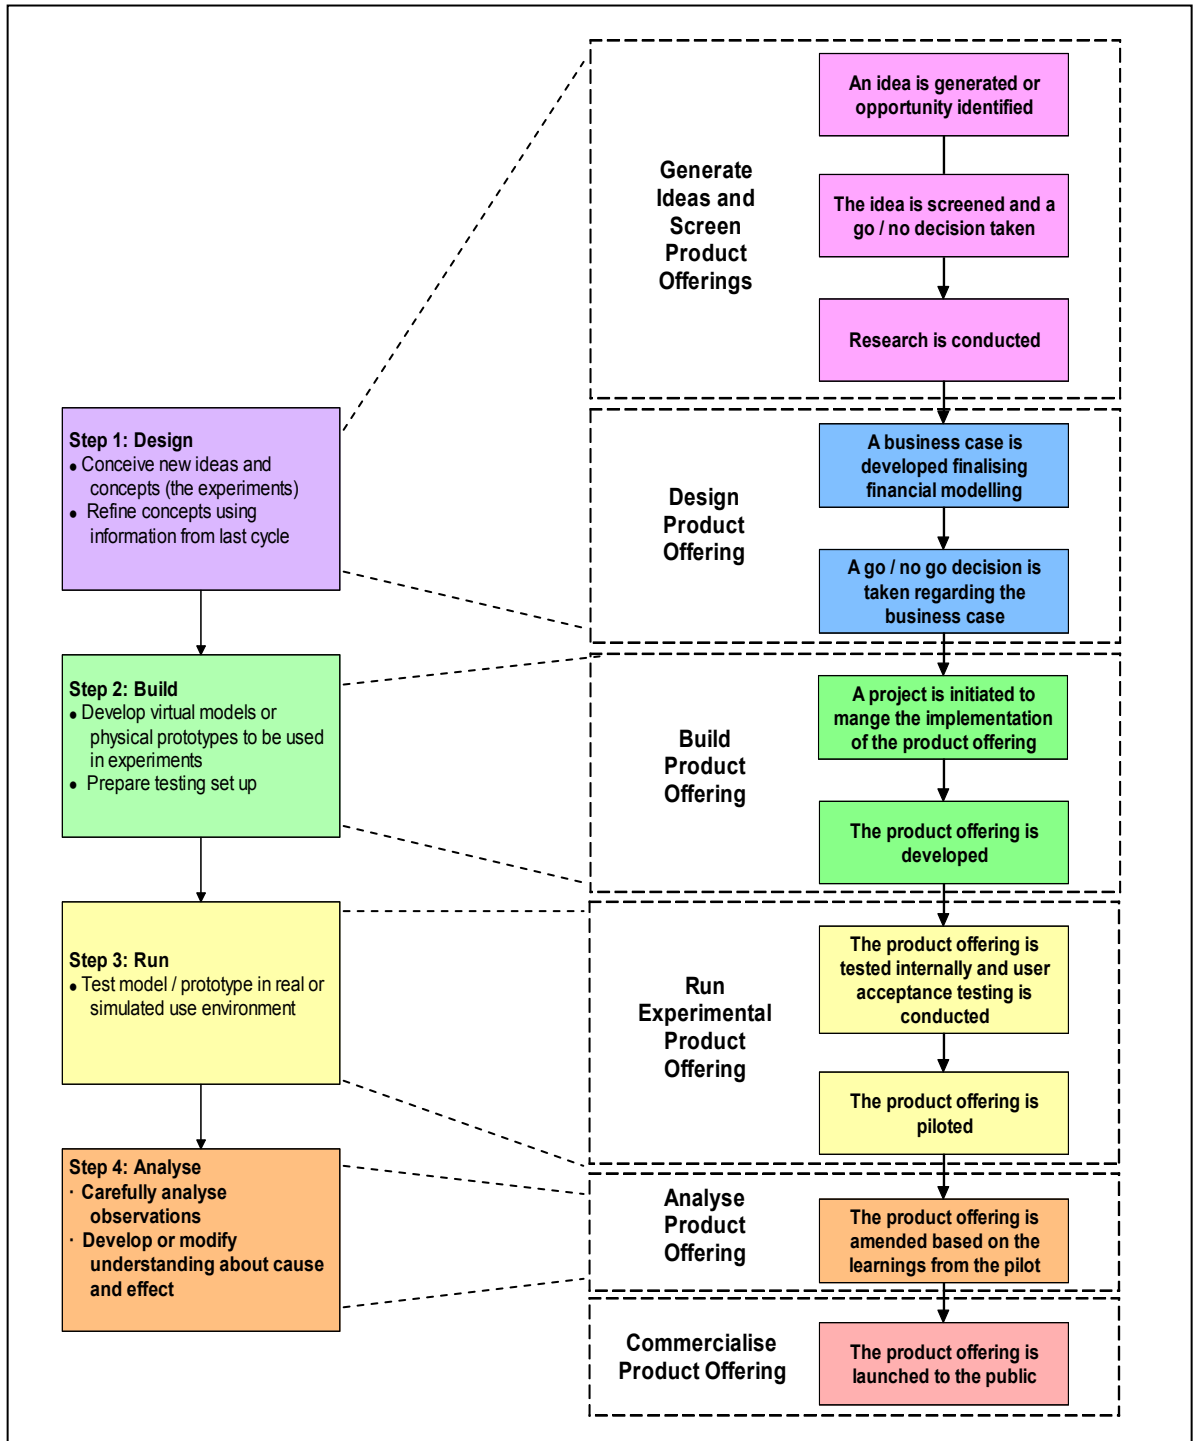 An idea is generated or
opportunity identified
Generate
Ideas and
Screen
Product
Offerings
The idea is screened and a
go / no decision taken
Research is conducted
Step 1: Design
• Conceive new ideas and
concepts (the experiments)
• Refine concepts using
information from last cycle
Design
Product
Offering
A business case is
developed finalising
financial modelling
A go / no go decision is
taken regarding the
business case
Step 2: Build
• Develop virtual models or
physical prototypes to be used
in experiments
• Prepare testing set up
Build
Product
Offering
A project is initiated to
mange the implementation
of the product offering
The product offering is
developed
Step 3: Run
• Test model / prototype in real or
simulated use environment
Run
Experimental
Product
Offering
The product offering is
tested internally and user
acceptance testing is
conducted
The product offering is
piloted
Step 4: Analyse
· Carefully analyse
observations
· Develop or modify
understanding about cause
and effect
Analyse
Product
Offering
The product offering is
amended based on the
learnings from the pilot
Commercialise
Product Offering
The product offering is
launched to the public